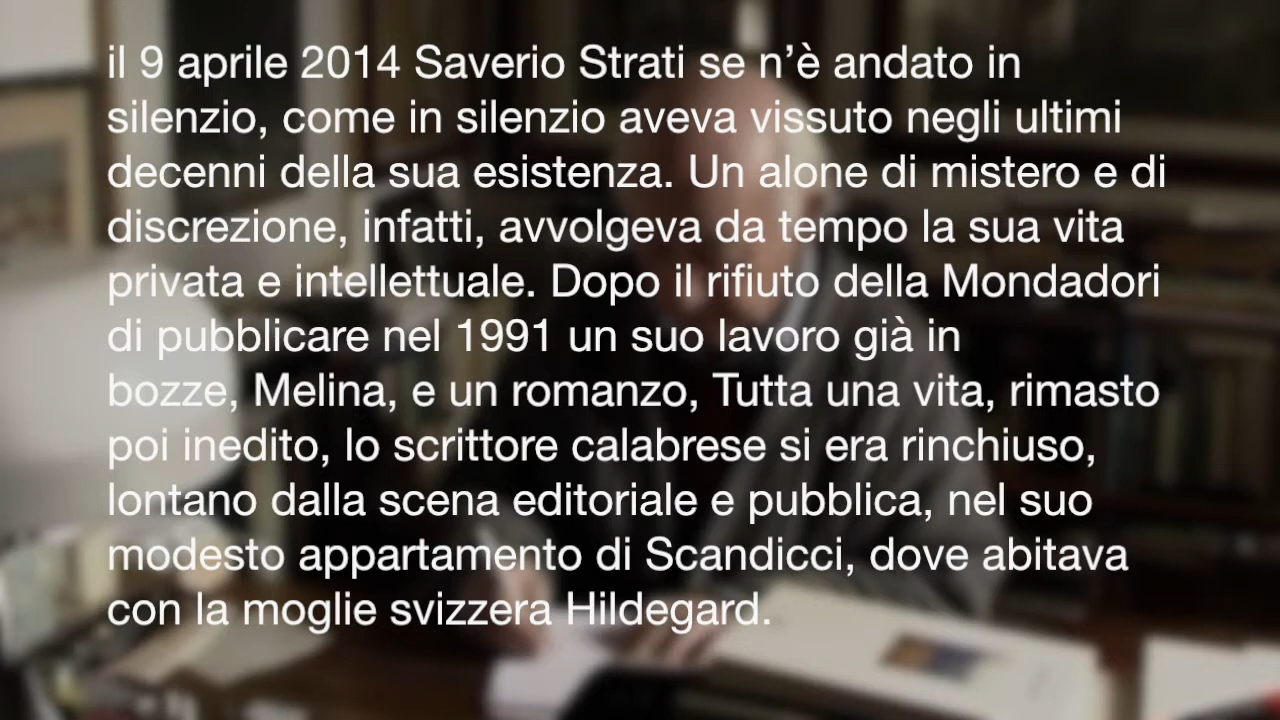 il 9 aprile 2014 Saverio Strati se n’è andato in
silenzio, come in silenzio aveva vissuto negli ultimi
decenni della sua esistenza. Un alone di mistero e di
discrezione, infatti, avvolgeva da tempo la sua vita
privata e intellettuale. Dopo il rifiuto della Mondadori
di pubblicare nel 1991 un suo lavoro già in
bozze, Melina, e un romanzo, Tutta una vita, rimasto
poi inedito, lo scrittore calabrese si era rinchiuso,
lontano dalla scena editoriale e pubblica, nel suo
modesto appartamento di Scandicci, dove abitava
con la moglie svizzera Hildegard.